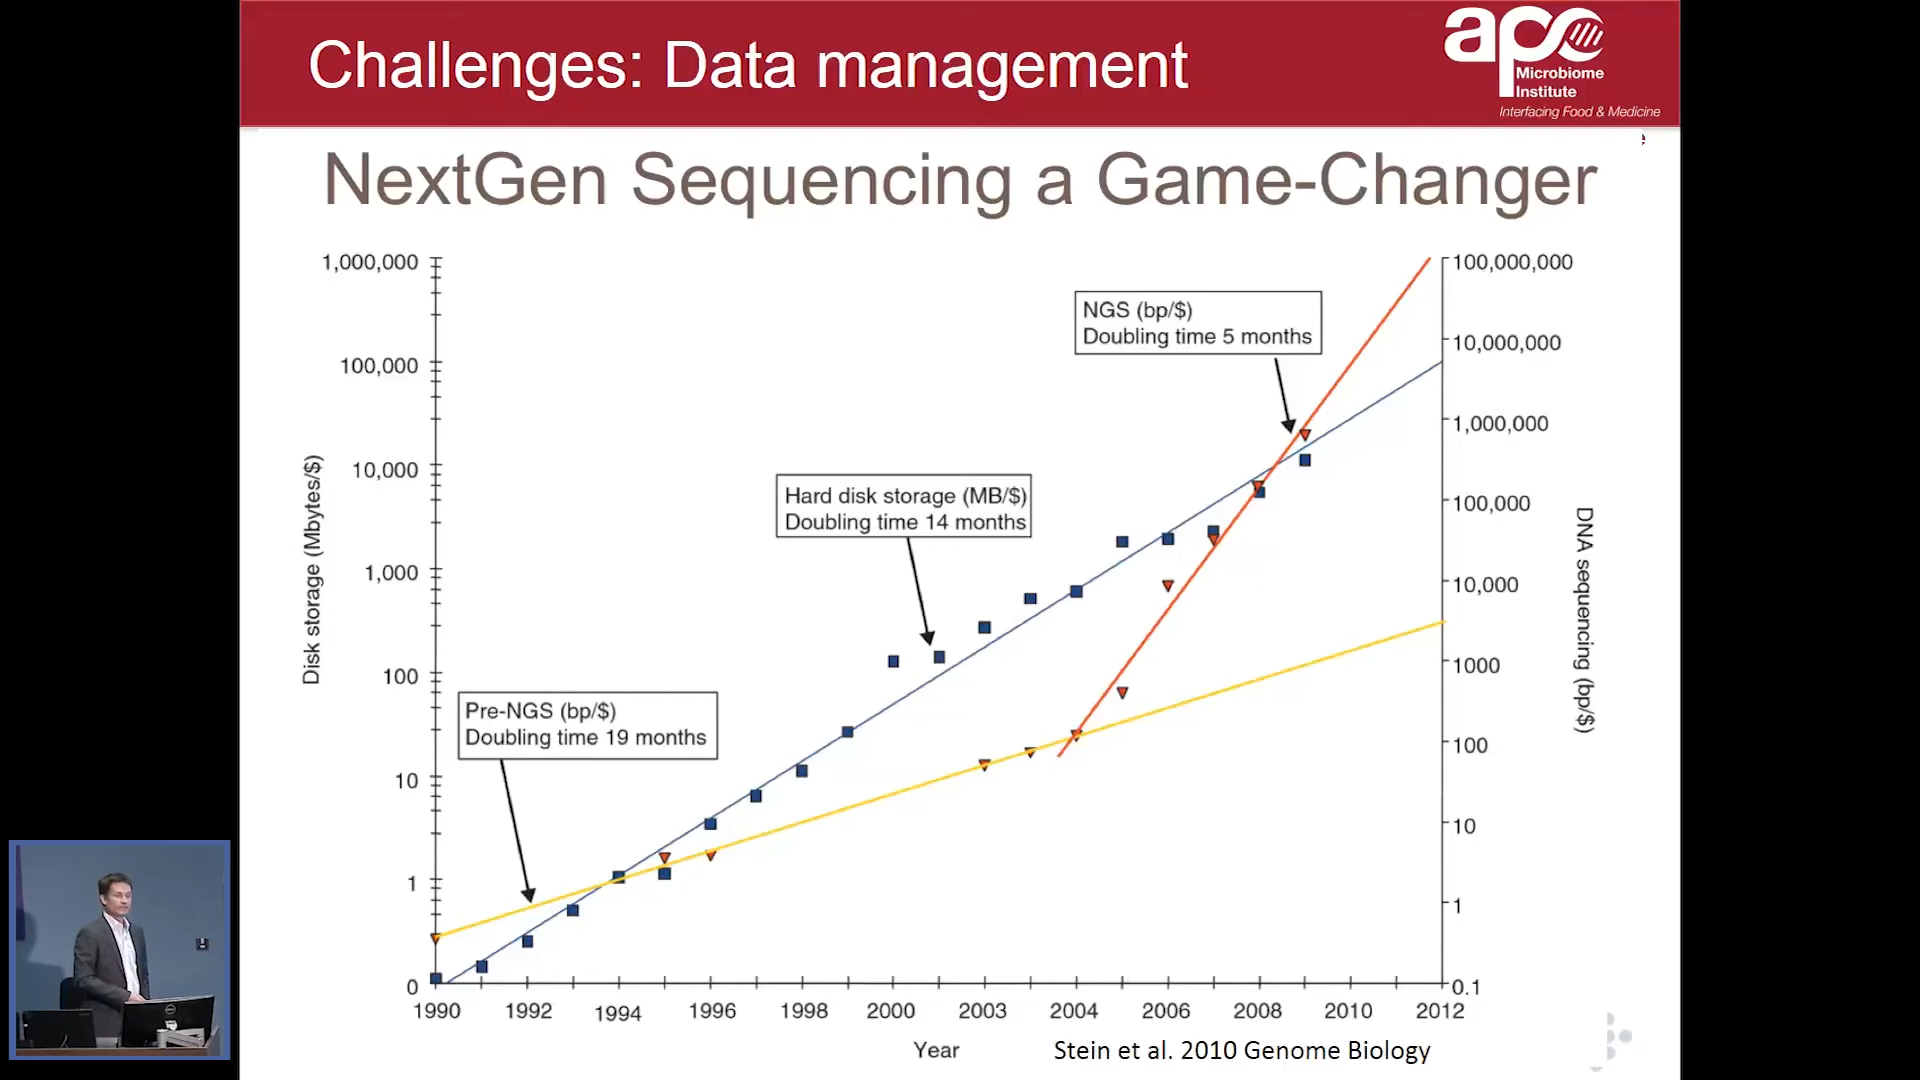 Challenges: Data management
apc
Microbiome
Institute
Interfacing Food & Medicine
e
NextGen Sequencing a Game-Changer
1,000,000
100,000
10,000
1,000
100
10
1
0
Disk storage (Mbytes/$)
NGS (bp/$)
Doubling time 5 months
Hard disk storage (MB/$)
Doubling time 14 months
Pre-NGS (bp/$)
Doubling time 19 months
100,000,000
10,000,000
1,000,000
100,000
10,000
1000
100
10
1
0.1
DNA sequencing (bp/$)
1990 1992 1994 1996 1998 2000 2003 2004 2006 2008 2010 2012
Year
Stein et al. 2010 Genome Biology